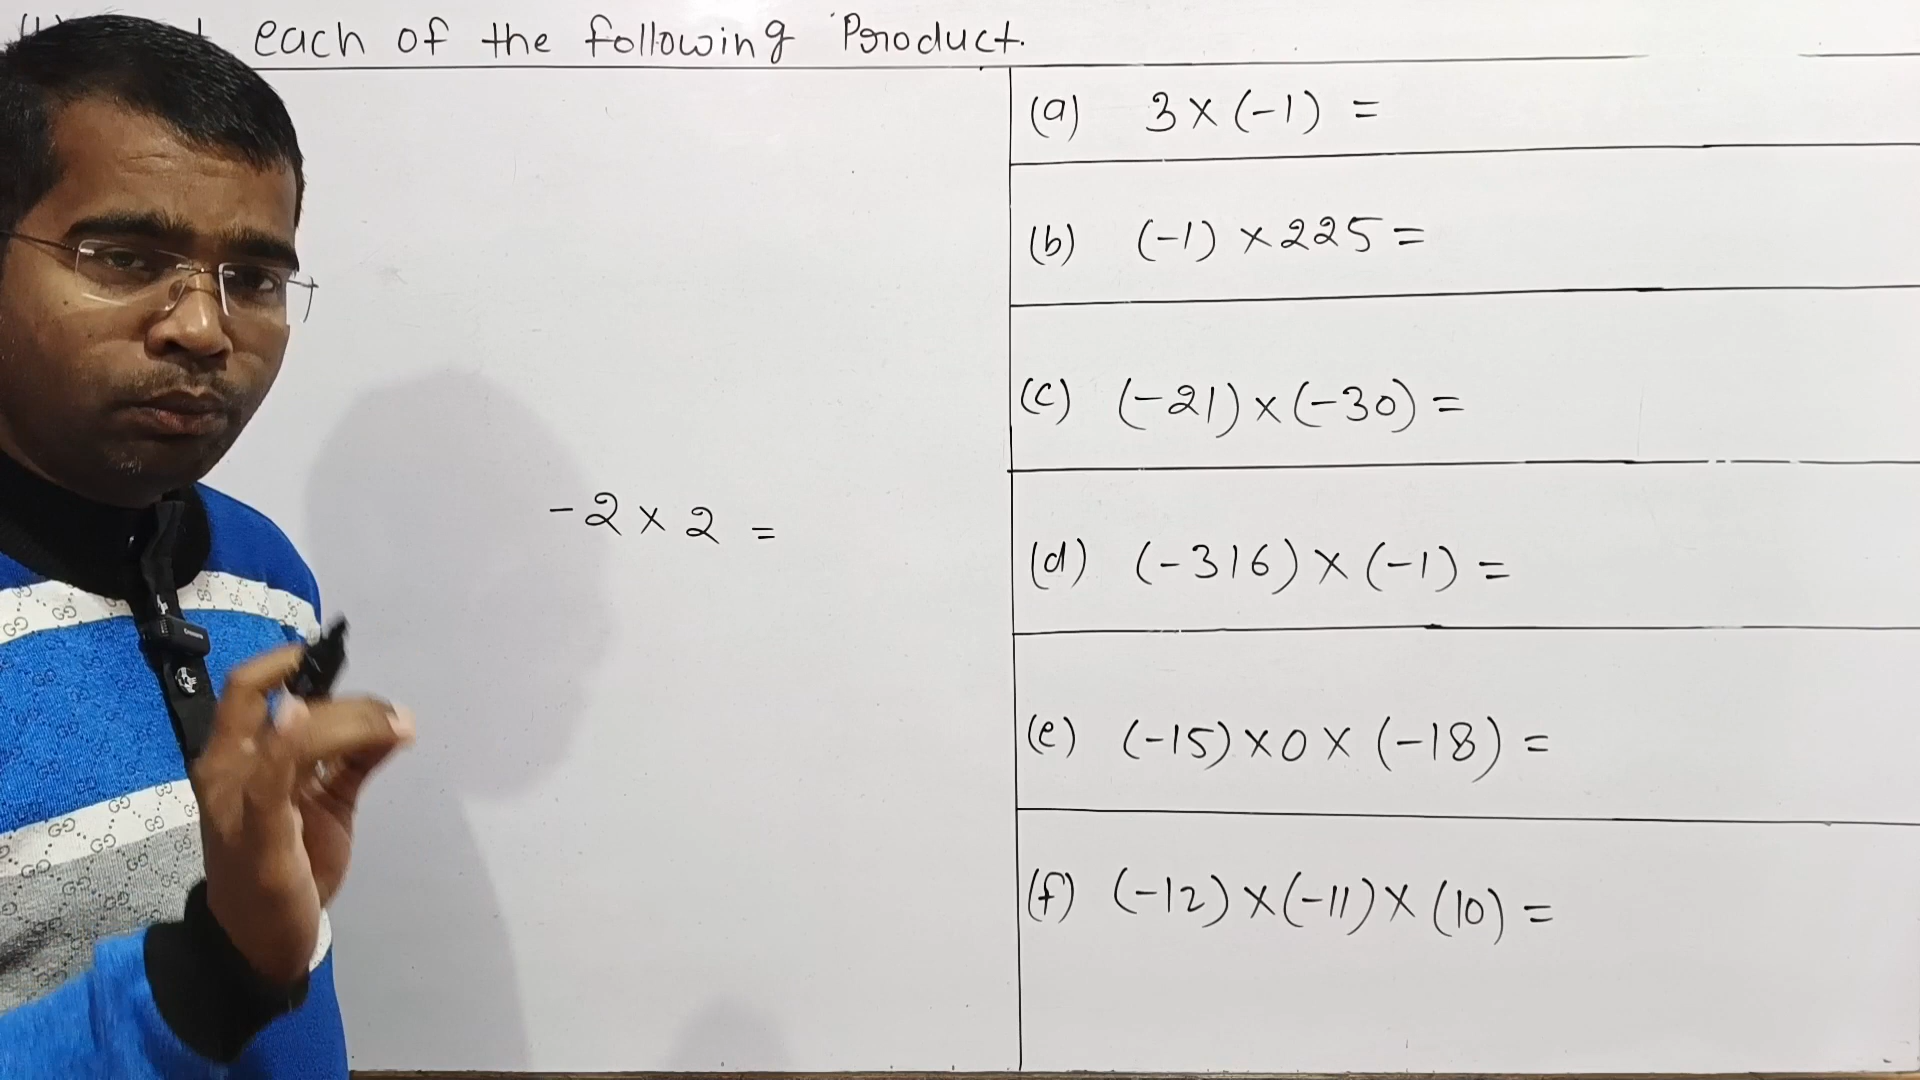 each of the following Product.
(a) 3 × (-1) =
(b) (-1) × 225 =
(c) (-21) × (-30) =
-2 × 2 =
(d) (-316) × (-1) =
(e) (-15) × 0 × (-18) =
(f) (-12) × (-11) × (10) =